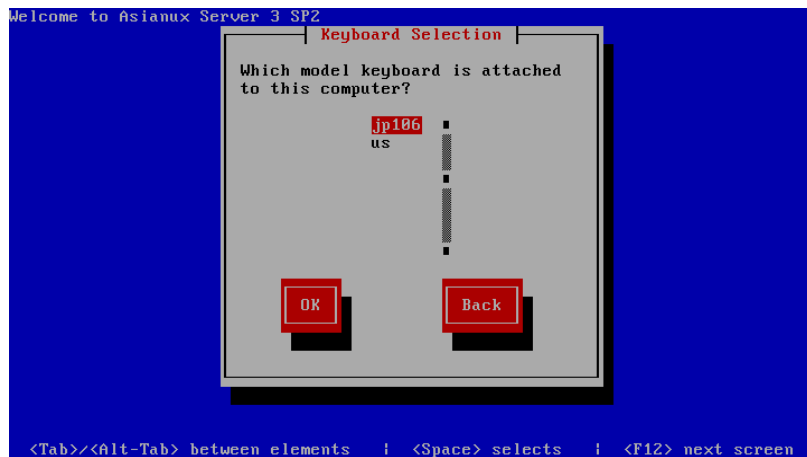 Welcome to Asianux Server 3 SP2
Keyboard Selection
Which model keyboard is attached
to this computer?
jp106
us
OK Back
<Tab>/<Alt-Tab> between elements | <Space> selects | <F12> next screen